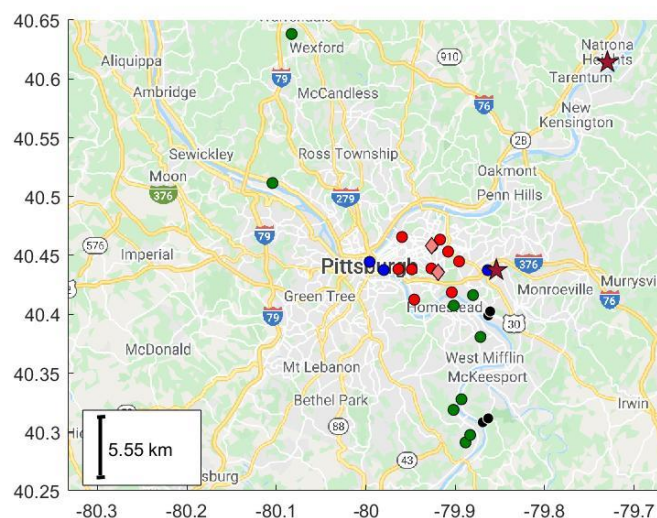 40.65
40.6
40.55
40.5
40.45
40.4
40.35
40.3
40.25
Wexford
Natrona
Heights
Aliquippa
910
79
Tarentum
Ambridge
McCandless
76
New
Kensington
28
Sewickley
Ross Township
Oakmont
Moon
376
279
Penn Hills
79
576
Imperial
Pittsburgh
376
Green Tree
Monroeville
Murrysv
76
79
Homestead
30
McDonald
West Mifflin
Mt Lebanon
McKeesport
Bethel Park
Irwin
88
5.55 km
43
sburg
-80.3
-80.2
-80.1
-80
-79.9
-79.8
-79.7